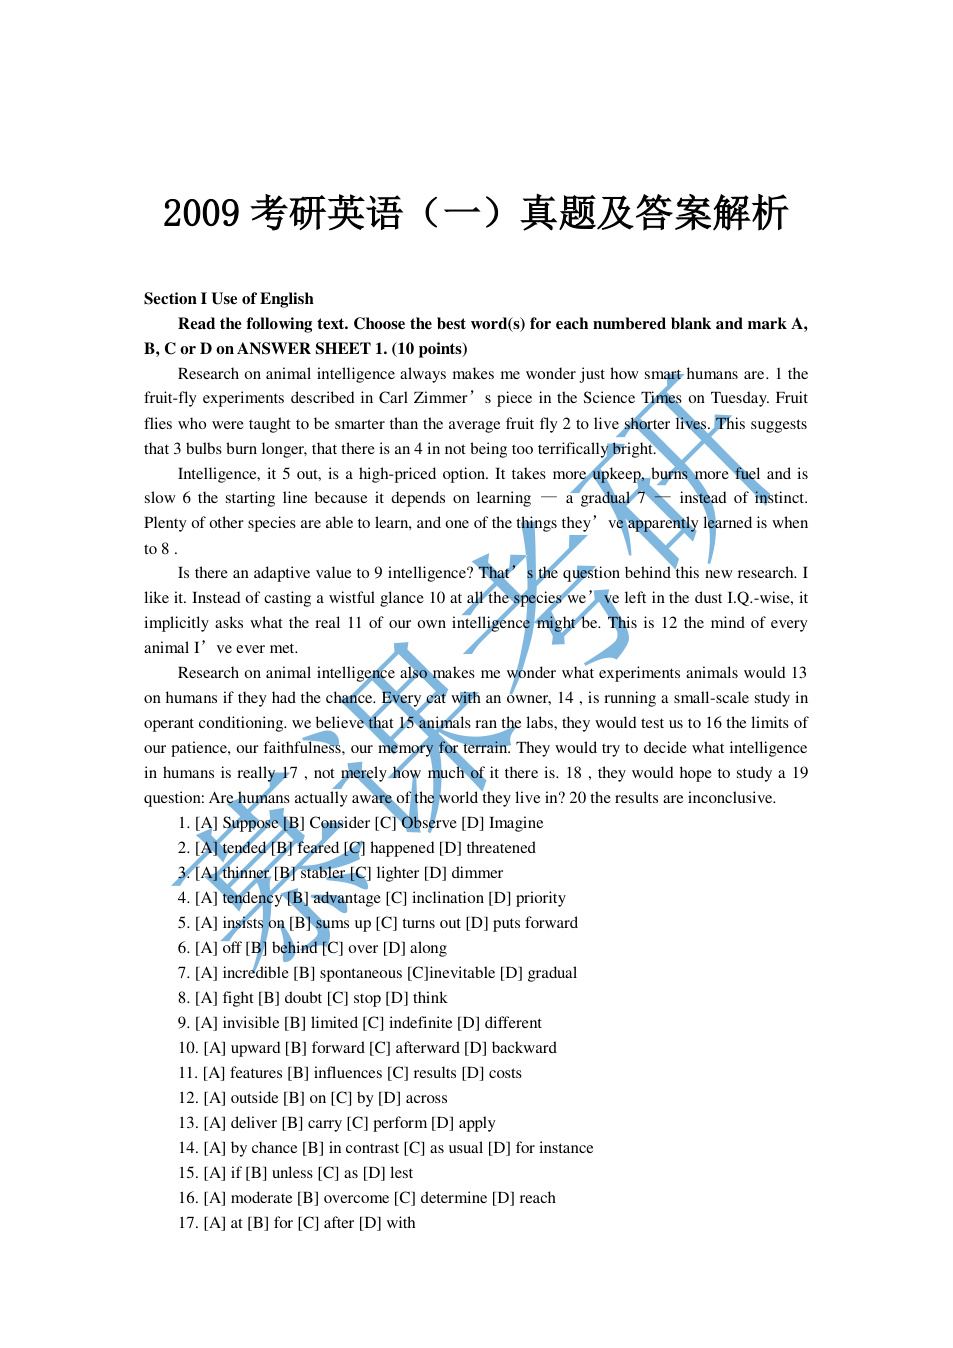 2009 考研英语（一）真题及答案解析
Section I Use of English
Read the following text. Choose the best word(s) for each numbered blank and mark A,
B, C or D on ANSWER SHEET 1. (10 points)
Research on animal intelligence always makes me wonder just how smart humans are. 1 the
fruit-fly experiments described in Carl Zimmer’s piece in the Science Times on Tuesday. Fruit
flies who were taught to be smarter than the average fruit fly 2 to live shorter lives. This suggests
that 3 bulbs burn longer, that there is an 4 in not being too terrifically bright.
Intelligence, it 5 out, is a high-priced option. It takes more upkeep, burns more fuel and is
slow 6 the starting line because it depends on learning — a gradual 7 — instead of instinct.
Plenty of other species are able to learn, and one of the things they’ve apparently learned is when
to 8 .
Is there an adaptive value to 9 intelligence? That’s the question behind this new research. I
like it. Instead of casting a wistful glance 10 at all the species we’ve left in the dust I.Q.-wise, it
implicitly asks what the real 11 of our own intelligence might be. This is 12 the mind of every
animal I’ve ever met.
Research on animal intelligence also makes me wonder what experiments animals would 13
on humans if they had the chance. Every cat with an owner, 14 , is running a small-scale study in
operant conditioning. we believe that 15 animals ran the labs, they would test us to 16 the limits of
our patience, our faithfulness, our memory for terrain. They would try to decide what intelligence
in humans is really 17 , not merely how much of it there is. 18 , they would hope to study a 19
question: Are humans actually aware of the world they live in? 20 the results are inconclusive.
1. [A] Suppose [B] Consider [C] Observe [D] Imagine
2. [A] tended [B] feared [C] happened [D] threatened
3. [A] thinner [B] stabler [C] lighter [D] dimmer
4. [A] tendency [B] advantage [C] inclination [D] priority
5. [A] insists on [B] sums up [C] turns out [D] puts forward
6. [A] off [B] behind [C] over [D] along
7. [A] incredible [B] spontaneous [C]inevitable [D] gradual
8. [A] fight [B] doubt [C] stop [D] think
9. [A] invisible [B] limited [C] indefinite [D] different
10. [A] upward [B] forward [C] afterward [D] backward
11. [A] features [B] influences [C] results [D] costs
12. [A] outside [B] on [C] by [D] across
13. [A] deliver [B] carry [C] perform [D] apply
14. [A] by chance [B] in contrast [C] as usual [D] for instance
15. [A] if [B] unless [C] as [D] lest
16. [A] moderate [B] overcome [C] determine [D] reach
17. [A] at [B] for [C] after [D] with
慕课考研